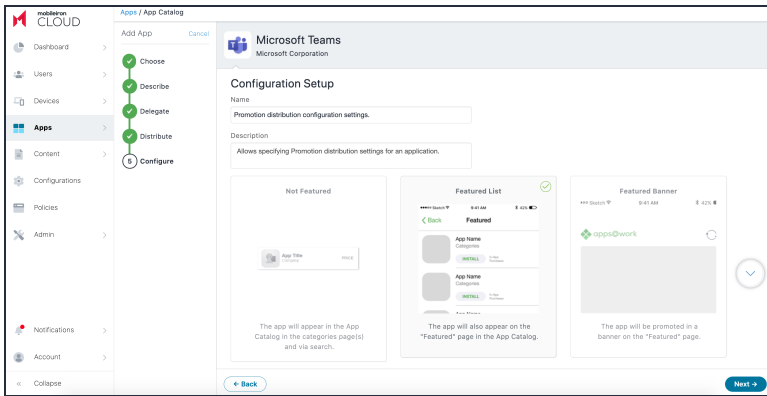 mobileiron
CLOUD
Dashboard
Users
Devices
Apps
Content
Configurations
Policies
Admin
Notifications
Account
Collapse
Apps / App Catalog
Add App
Cancel
Choose
Describe
Delegate
Distribute
5 Configure
Microsoft Teams
Microsoft Corporation
Configuration Setup
Name
Promotion distribution configuration settings.
Description
Allows specifying Promotion distribution settings for an application.
Not Featured
App Title
The app will appear in the App
Catalog in the categories page(s)
and via search.
Featured List
Sketch 9:41 AM 42%
Back Featured
App Name
Categories
INSTALL
App Name
Categories
INSTALL
The app will also appear on the
"Featured" page in the App Catalog.
Featured Banner
Sketch 9:41 AM 42%
apps@work
The app will be promoted in a
banner on the "Featured" page.
← Back
Next →